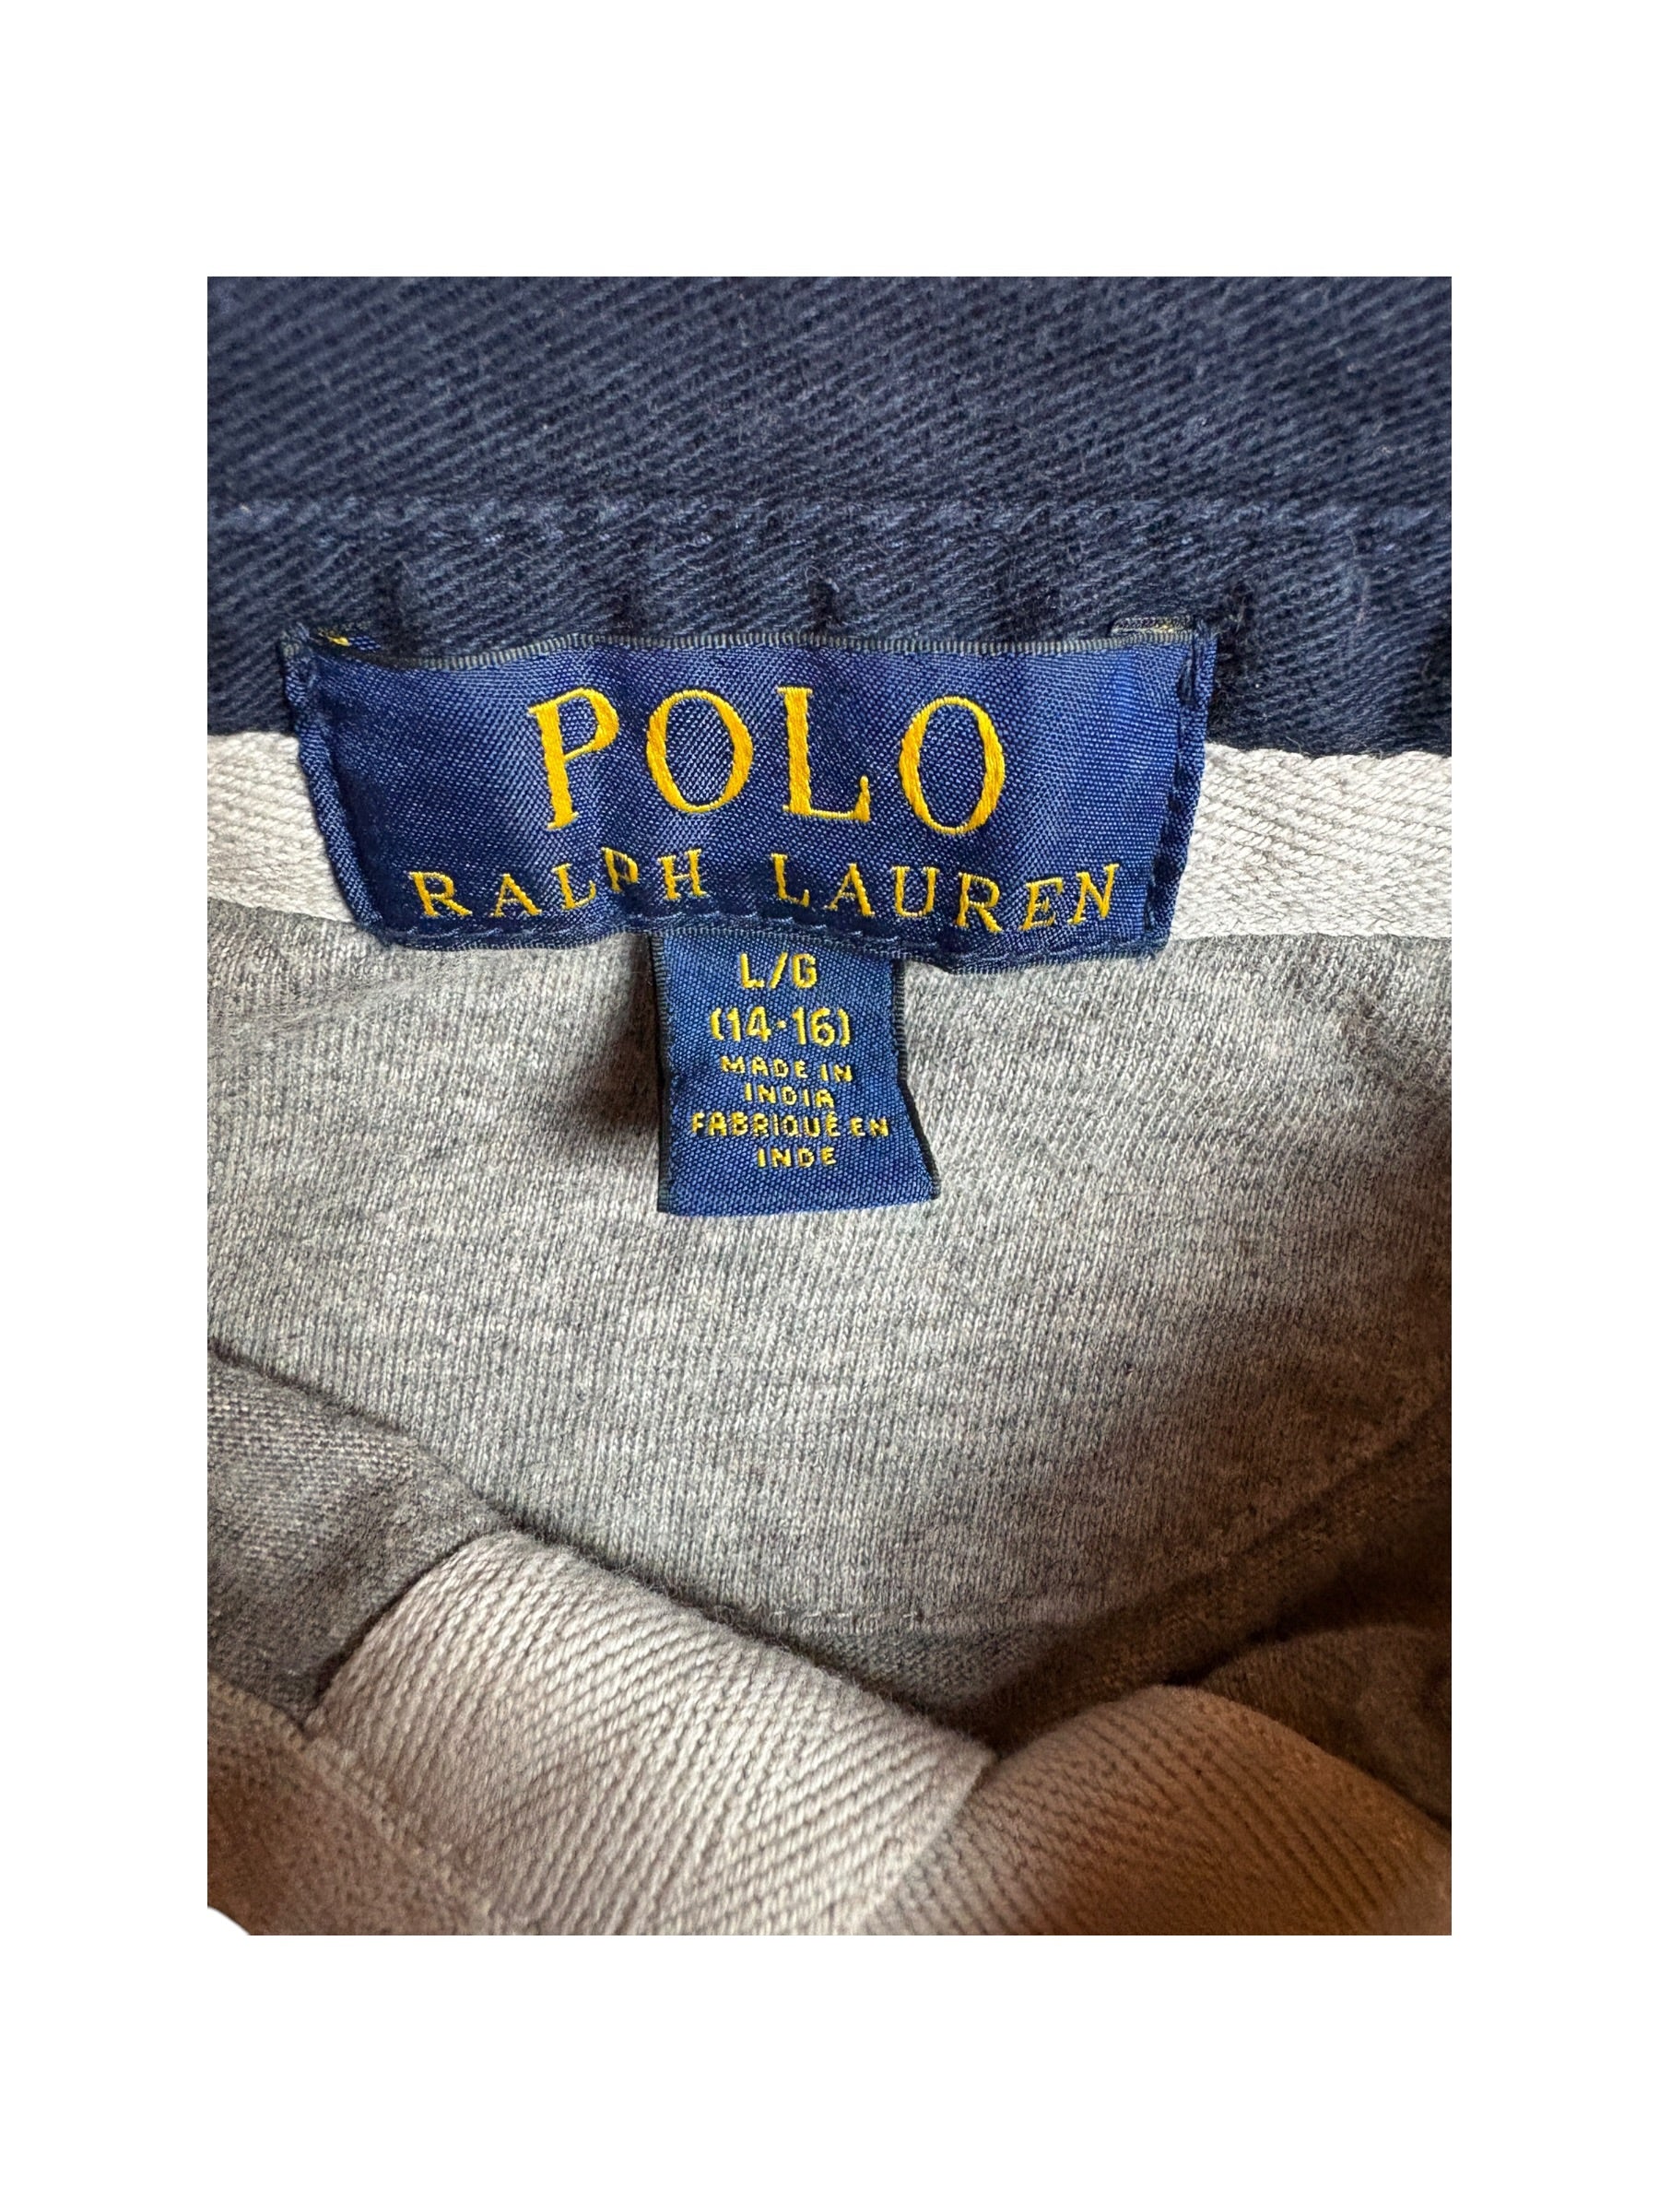 POLO
RALPH LAUREN
L/G
(14-16)
MADE IN
INDIA
FABRIQUÉ EN
INDE